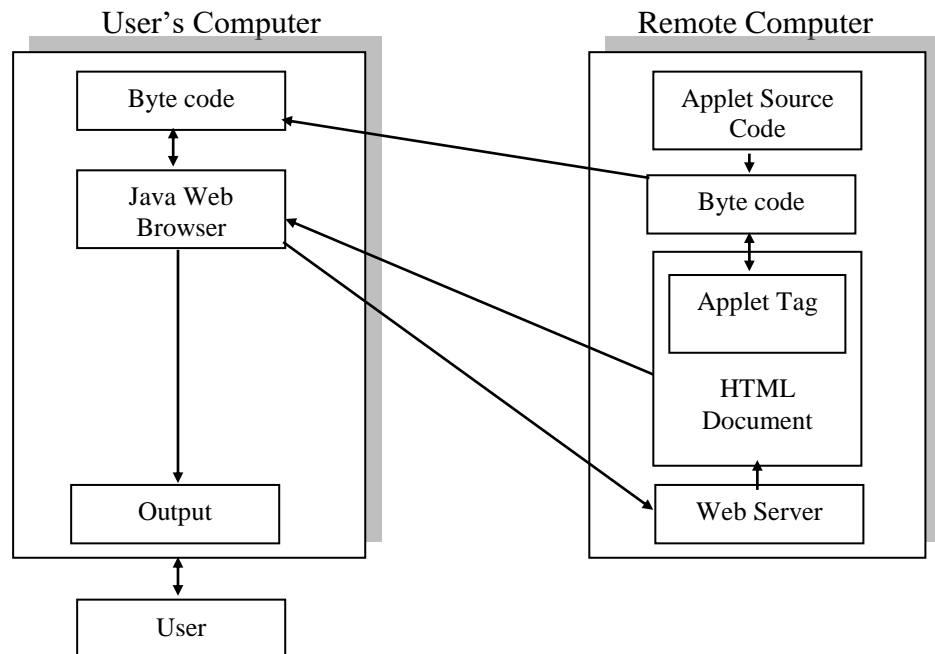 User’s Computer
Remote Computer
Byte code
Java Web
Browser
Output
User
Applet Source
Code
Byte code
Applet Tag
HTML
Document
Web Server